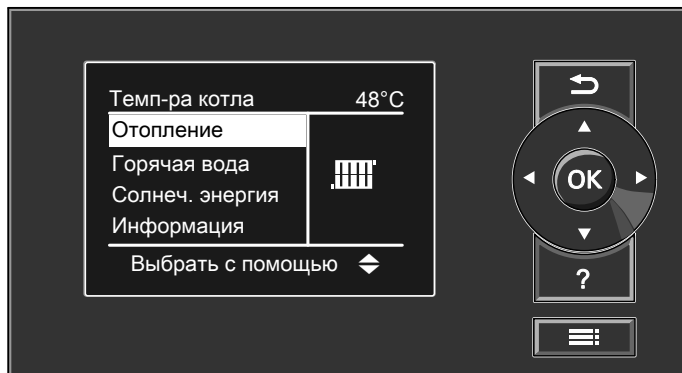 Темп-ра котла 48°C
Отопление
Горячая вода
Солнеч. энергия
Информация
Выбрать с помощью
OK
?